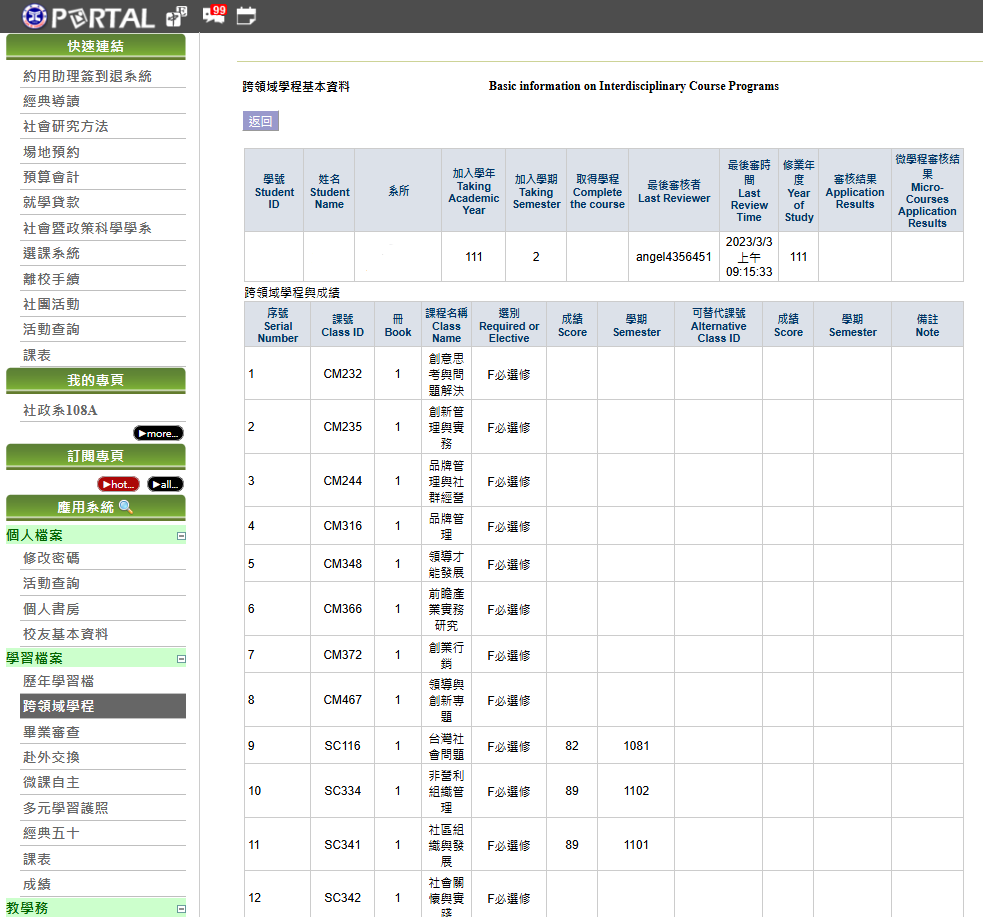 PORTAL
99
快速連結
約用助理簽到退系統
經典導讀
社會研究方法
場地預約
預算會計
就學貸款
社會暨政策科學學系
選課系統
離校手續
社團活動
活動查詢
課表
我的專頁
社政系108A
▶more...
訂閱專頁
▶hot...
▶all...
應用系統
個人檔案
修改密碼
活動查詢
個人書房
校友基本資料
學習檔案
歷年學習檔
跨領域學程
畢業審查
赴外交換
微課自主
多元學習護照
經典五十
課表
成績
教學務
跨領域學程基本資料 Basic information on Interdisciplinary Course Programs
返回
學號
Student
ID
姓名
Student
Name
系所
加入學年
Taking
Academic
Year
加入學期
Taking
Semester
取得學程
Complete
the course
最後審核者
Last Reviewer
最後審時
間
Last
Review
Time
修業年
度
Year
of
Study
審核結果
Application
Results
微學程審核結
果
Micro-
Courses
Application
Results
111
2
angel4356451
2023/3/3
上午
09:15:33
111
跨領域學程與成績
序號
Serial
Number
課號
Class ID
冊
Book
課程名稱
Class
Name
選別
Required or
Elective
成績
Score
學期
Semester
可替代課號
Alternative
Class ID
成績
Score
學期
Semester
備註
Note
1 CM232 1 創意思
考與問
題解決
F必選修
2 CM235 1 創新管
理與實
務
F必選修
3 CM244 1 品牌管
理與社
群經營
F必選修
4 CM316 1 品牌管
理
F必選修
5 CM348 1 領導才
能發展
F必選修
6 CM366 1 前瞻產
業實務
研究
F必選修
7 CM372 1 創業行
銷
F必選修
8 CM467 1 領導與
創新專
題
F必選修
9 SC116 1 台灣社
會問題
F必選修 82 1081
10 SC334 1 非營利
組織管
理
F必選修 89 1102
11 SC341 1 社區組
織與發
展
F必選修 89 1101
12 SC342 1 社會關
懷與實
踐
F必選修